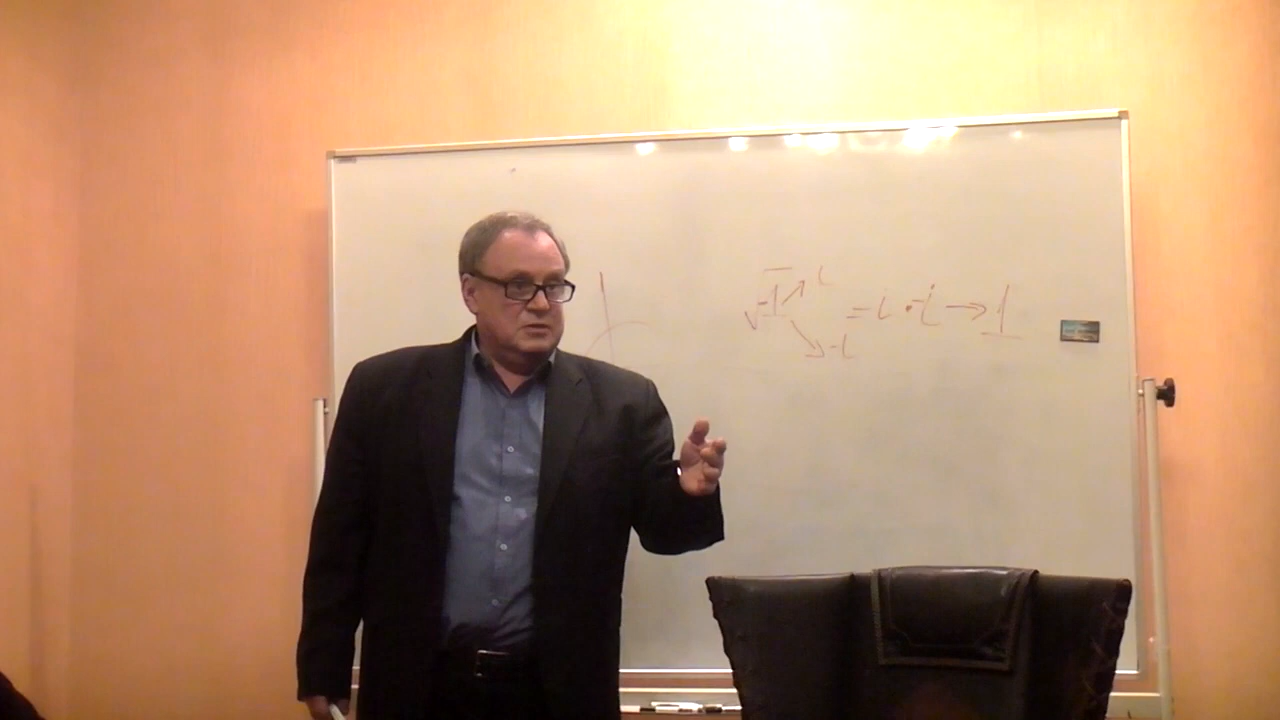 i
√-1 = i · -i → 1
-i